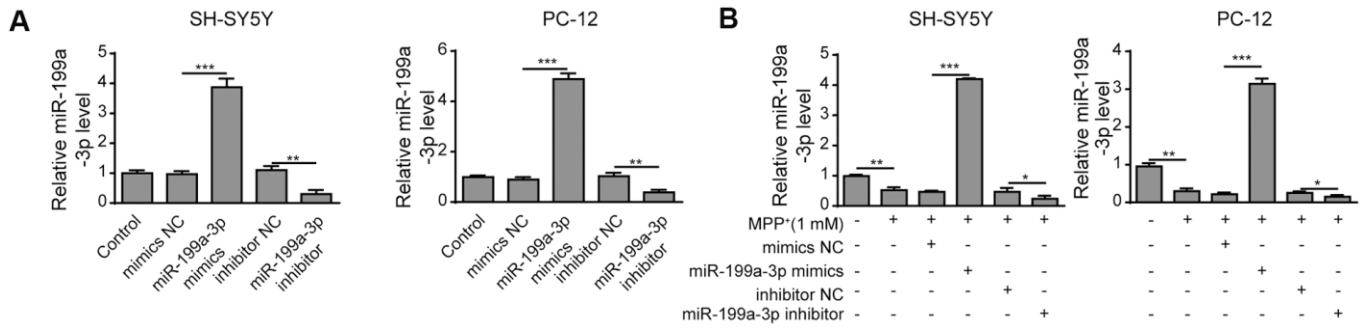 A
SH-SY5Y
Relative miR-199a
-3p level
5
4
3
2
1
0
***
**
Control
mimics NC
miR-199a-3p
mimics
inhibitor NC
miR-199a-3p
inhibitor
PC-12
Relative miR-199a
-3p level
6
4
2
0
***
**
Control
mimics NC
miR-199a-3p
mimics
inhibitor NC
miR-199a-3p
inhibitor
B
SH-SY5Y
Relative miR-199a
-3p level
5
4
3
2
1
0
**
***
*
PC-12
Relative miR-199a
-3p level
4
3
2
1
0
**
***
*
MPP+(1 mM) - + + + + + - + + + + +
mimics NC - - + - - - - - + - - -
miR-199a-3p mimics - - - + - - - - - + - -
inhibitor NC - - - - + - - - - - + -
miR-199a-3p inhibitor - - - - - + - - - - - +